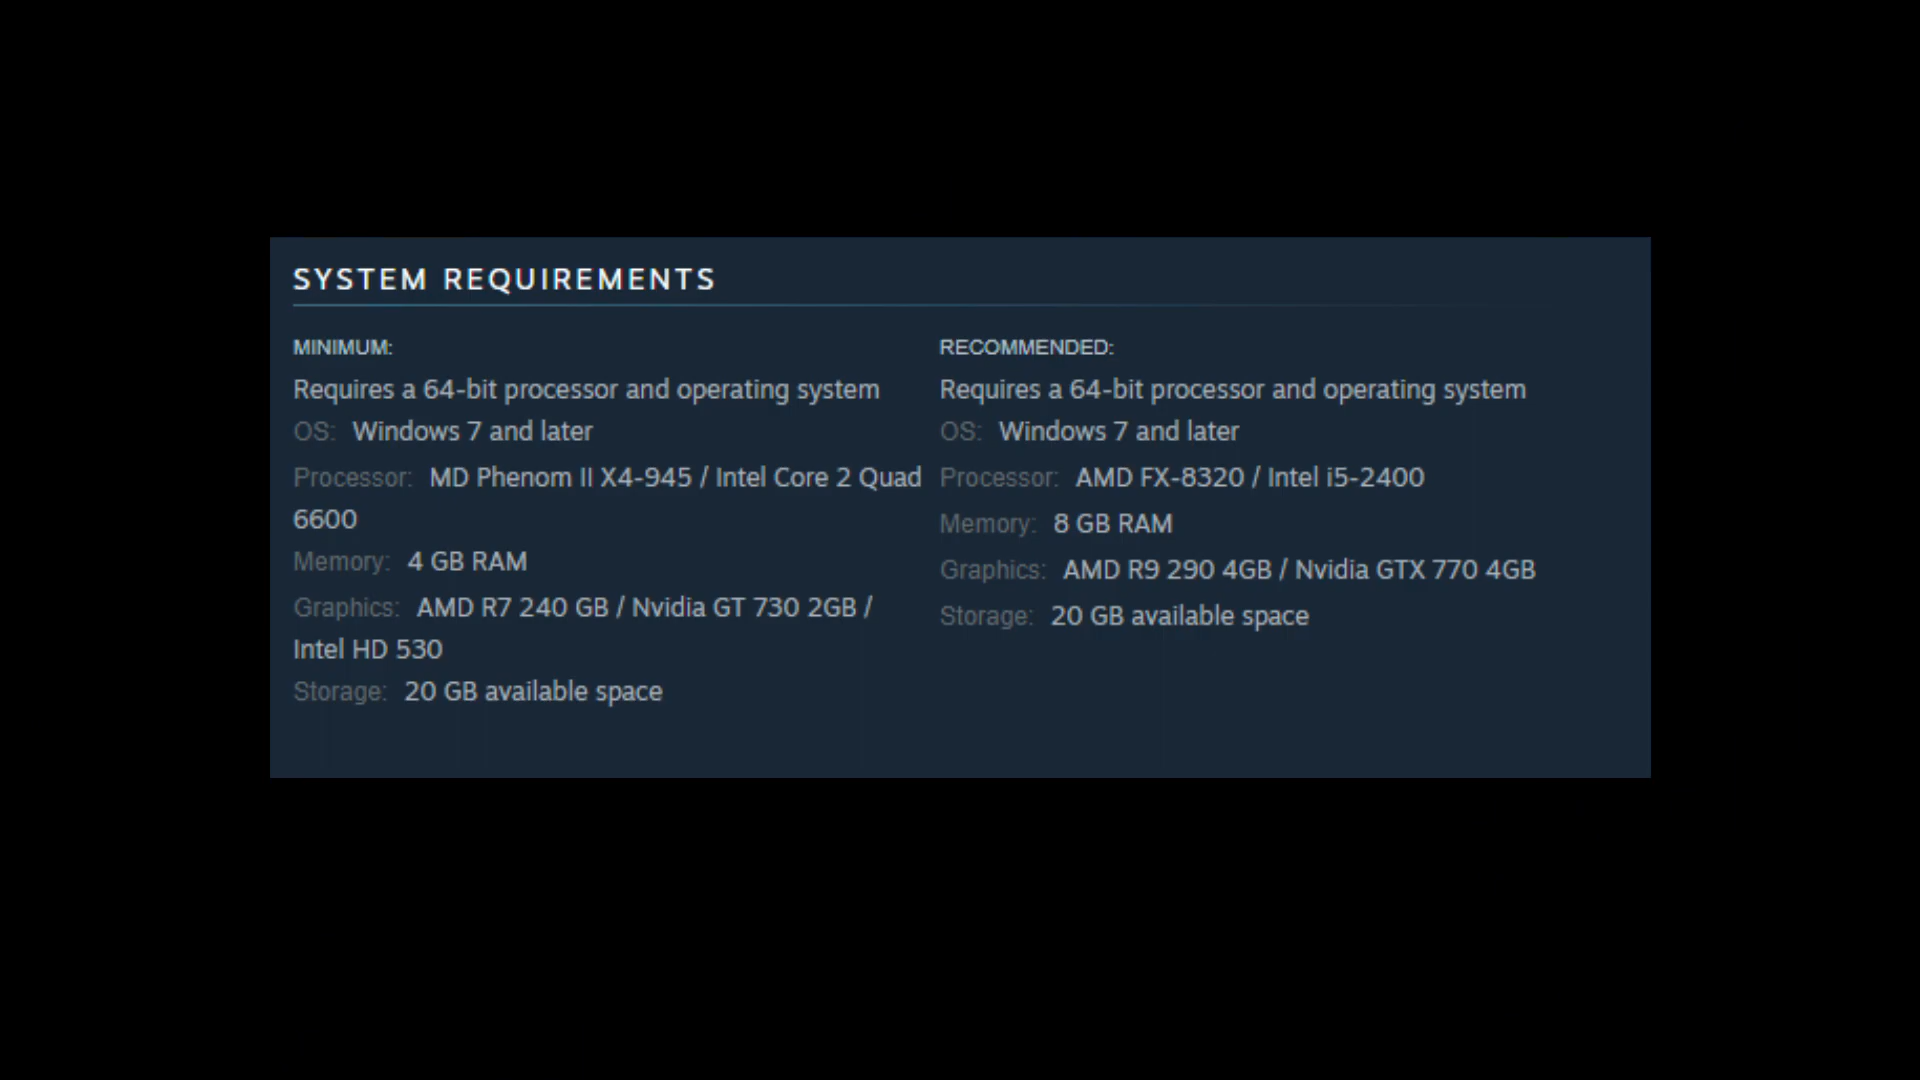 SYSTEM REQUIREMENTS
MINIMUM:
Requires a 64-bit processor and operating system
OS: Windows 7 and later
Processor: MD Phenom II X4-945 / Intel Core 2 Quad
6600
Memory: 4 GB RAM
Graphics: AMD R7 240 GB / Nvidia GT 730 2GB /
Intel HD 530
Storage: 20 GB available space
RECOMMENDED:
Requires a 64-bit processor and operating system
OS: Windows 7 and later
Processor: AMD FX-8320 / Intel i5-2400
Memory: 8 GB RAM
Graphics: AMD R9 290 4GB / Nvidia GTX 770 4GB
Storage: 20 GB available space